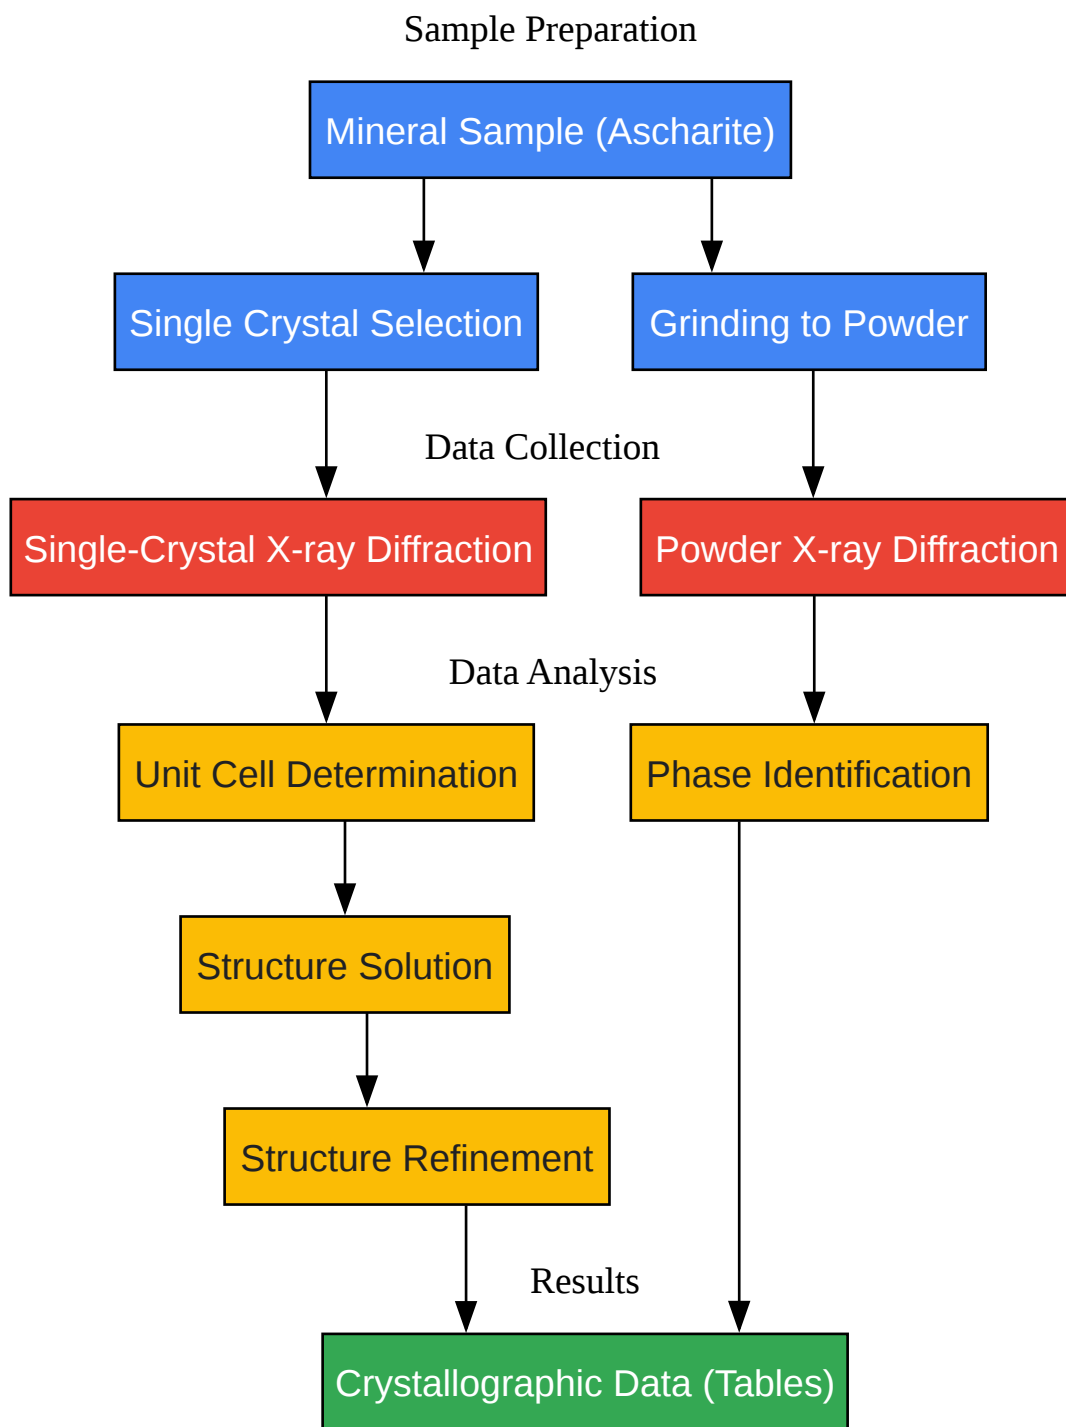 Sample Preparation
Mineral Sample (Ascharite)
Single Crystal Selection
Grinding to Powder
Data Collection
Single-Crystal X-ray Diffraction
Powder X-ray Diffraction
Data Analysis
Unit Cell Determination
Phase Identification
Structure Solution
Structure Refinement
Results
Crystallographic Data (Tables)